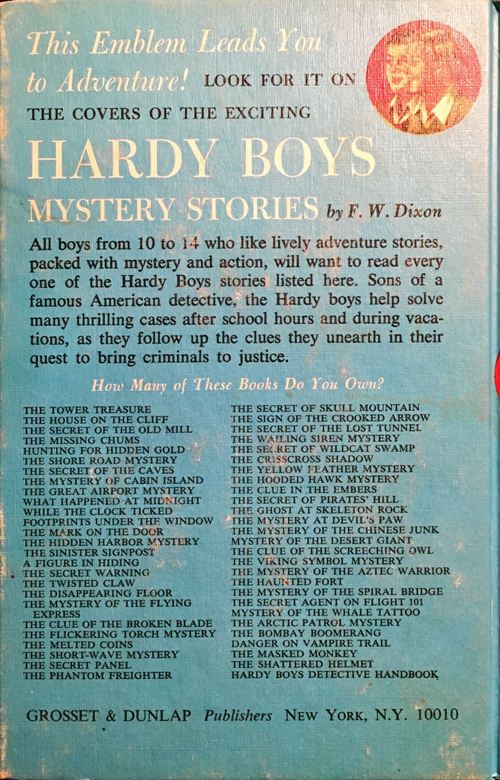 This Emblem Leads You
to Adventure! LOOK FOR IT ON
THE COVERS OF THE EXCITING
HARDY BOYS
MYSTERY STORIES by F. W. Dixon
All boys from 10 to 14 who like lively adventure stories,
packed with mystery and action, will want to read every
one of the Hardy Boys stories listed here. Sons of a
famous American detective, the Hardy boys help solve
many thrilling cases after school hours and during vaca-
tions, as they follow up the clues they unearth in their
quest to bring criminals to justice.
How Many of These Books Do You Own?
THE TOWER TREASURE
THE HOUSE ON THE CLIFF
THE SECRET OF THE OLD MILL
THE MISSING CHUMS
HUNTING FOR HIDDEN GOLD
THE SHORE ROAD MYSTERY
THE SECRET OF THE CAVES
THE MYSTERY OF CABIN ISLAND
THE GREAT AIRPORT MYSTERY
WHAT HAPPENED AT MIDNIGHT
WHILE THE CLOCK TICKED
FOOTPRINTS UNDER THE WINDOW
THE MARK ON THE DOOR
THE HIDDEN HARBOR MYSTERY
THE SINISTER SIGNPOST
A FIGURE IN HIDING
THE SECRET WARNING
THE TWISTED CLAW
THE DISAPPEARING FLOOR
THE MYSTERY OF THE FLYING
EXPRESS
THE CLUE OF THE BROKEN BLADE
THE FLICKERING TORCH MYSTERY
THE MELTED COINS
THE SHORT-WAVE MYSTERY
THE SECRET PANEL
THE PHANTOM FREIGHTER
THE SECRET OF SKULL MOUNTAIN
THE SIGN OF THE CROOKED ARROW
THE SECRET OF THE LOST TUNNEL
THE WAILING SIREN MYSTERY
THE SECRET OF WILDCAT SWAMP
THE CRISSCROSS SHADOW
THE YELLOW FEATHER MYSTERY
THE HOODED HAWK MYSTERY
THE CLUE IN THE EMBERS
THE SECRET OF PIRATES' HILL
THE GHOST AT SKELETON ROCK
THE MYSTERY AT DEVIL'S PAW
THE MYSTERY OF THE CHINESE JUNK
MYSTERY OF THE DESERT GIANT
THE CLUE OF THE SCREECHING OWL
THE VIKING SYMBOL MYSTERY
THE MYSTERY OF THE AZTEC WARRIOR
THE HAUNTED FORT
THE MYSTERY OF THE SPIRAL BRIDGE
THE SECRET AGENT ON FLIGHT 101
MYSTERY OF THE WHALE TATTOO
THE ARCTIC PATROL MYSTERY
THE BOMBAY BOOMERANG
DANGER ON VAMPIRE TRAIL
THE MASKED MONKEY
THE SHATTERED HELMET
HARDY BOYS DETECTIVE HANDBOOK
GROSSET & DUNLAP Publishers NEW YORK, N.Y. 10010